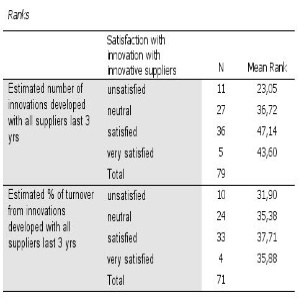 Ranks
Satisfaction with
innovation with
innovative suppliers N Mean Rank
Estimated number of unsatisfied 11 23,05
innovations developed neutral 27 36,72
with all suppliers last 3 satisfied 36 47,14
yrs very satisfied 5 43,60
Total 79
Estimated % of turnover unsatisfied 10 31,90
from innovations neutral 24 35,38
developed with all satisfied 33 37,71
suppliers last 3 yrs very satisfied 4 35,88
Total 71